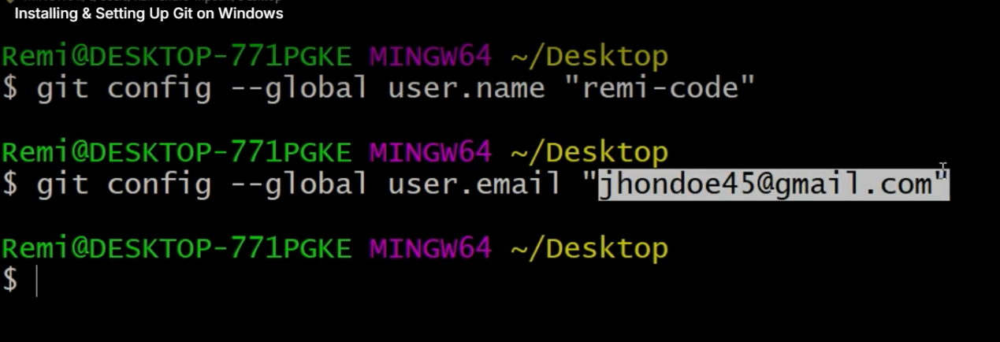 Installing & Setting Up Git on Windows
Remi@DESKTOP-771PGKE MINGW64 ~/Desktop
$ git config --global user.name "remi-code"
Remi@DESKTOP-771PGKE MINGW64 ~/Desktop
$ git config --global user.email "jhondoe45@gmail.com"
Remi@DESKTOP-771PGKE MINGW64 ~/Desktop
$